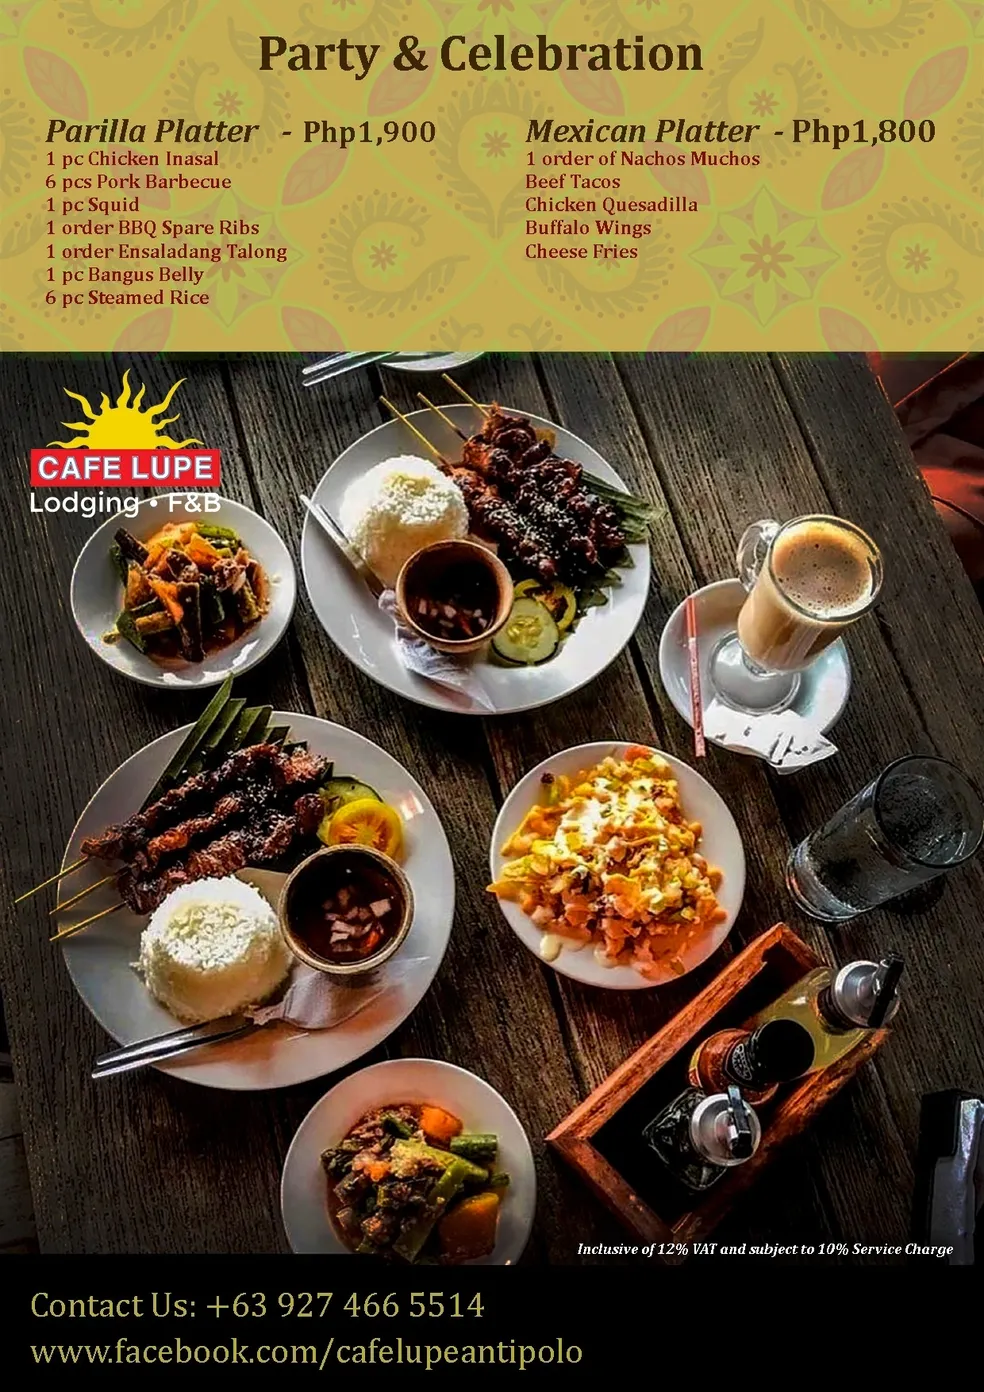 Party & Celebration
Parilla Platter - Php1,900
1 pc Chicken Inasal
6 pcs Pork Barbecue
1 pc Squid
1 order BBQ Spare Ribs
1 order Ensaladang Talong
1 pc Bangus Belly
6 pc Steamed Rice
Mexican Platter - Php1,800
1 order of Nachos Muchos
Beef Tacos
Chicken Quesadilla
Buffalo Wings
Cheese Fries
CAFE LUPE
Lodging • F&B
Inclusive of 12% VAT and subject to 10% Service Charge
Contact Us: +63 927 466 5514
www.facebook.com/cafelupeantipolo